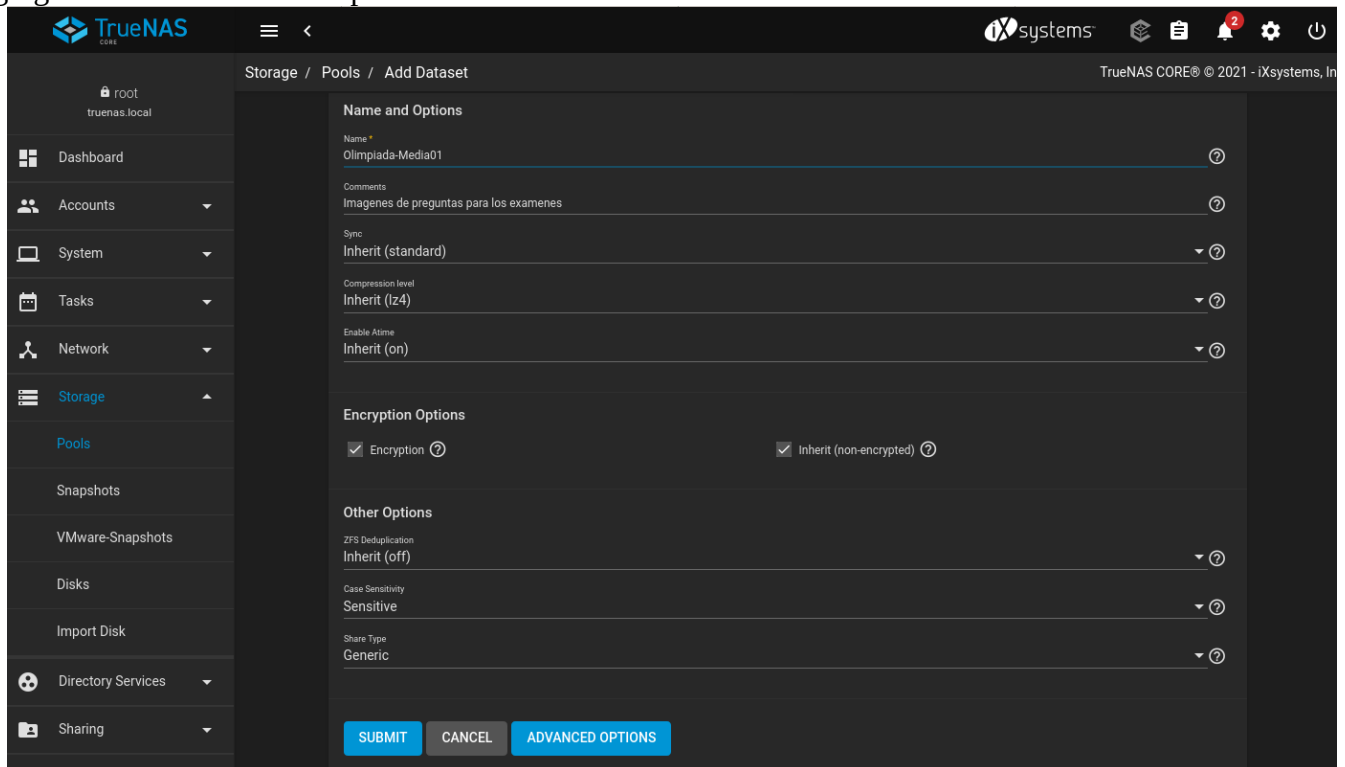 TrueNAS
CORE
iXsystems
2
root
truenas.local
Storage / Pools / Add Dataset
TrueNAS CORE® © 2021 - iXsystems, In
Dashboard
Accounts
System
Tasks
Network
Storage
Pools
Snapshots
VMware-Snapshots
Disks
Import Disk
Directory Services
Sharing
Name and Options
Name *
Olimpiada-Media01
Comments
Imagenes de preguntas para los examenes
Sync
Inherit (standard)
Compression level
Inherit (lz4)
Enable Atime
Inherit (on)
Encryption Options
Encryption
Inherit (non-encrypted)
Other Options
ZFS Deduplication
Inherit (off)
Case Sensitivity
Sensitive
Share Type
Generic
SUBMIT CANCEL ADVANCED OPTIONS